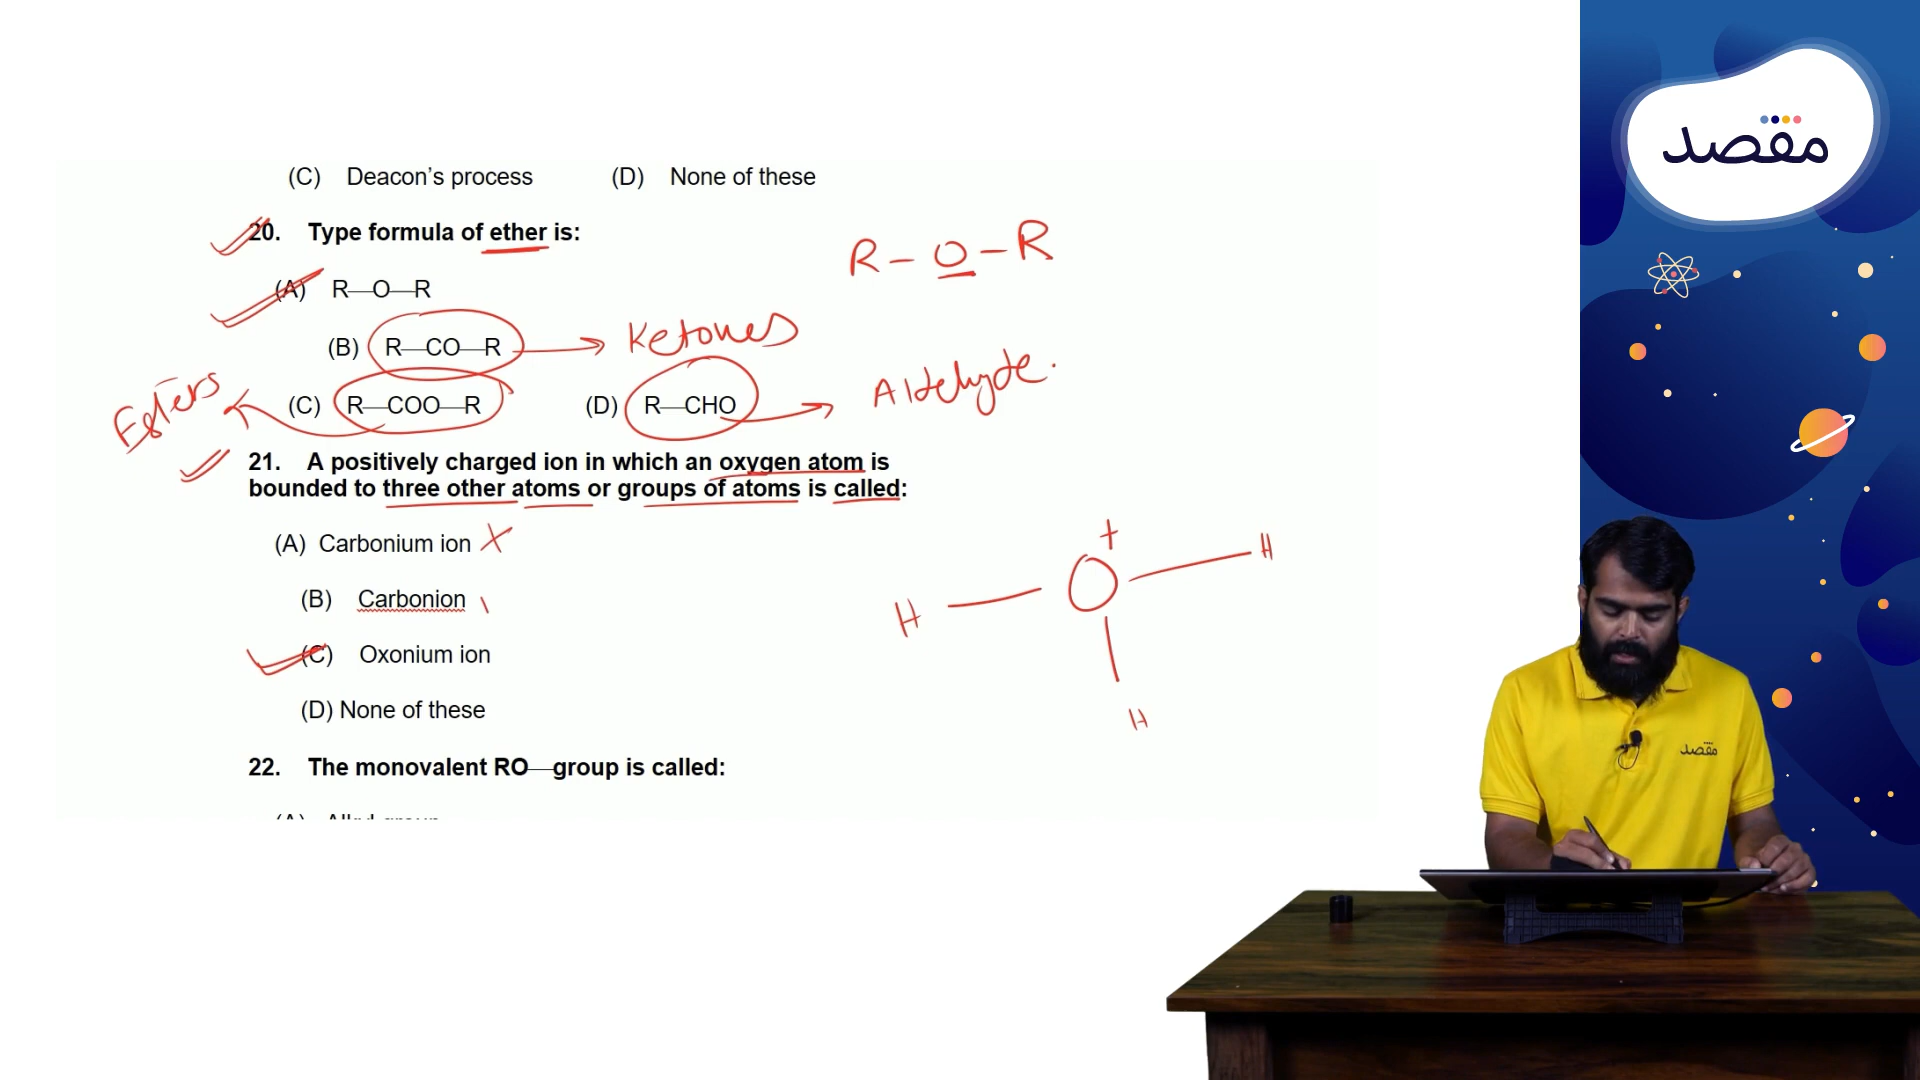 (C) Deacon’s process (D) None of these
20. Type formula of ether is:
R – O – R
(A) R—O—R
(B) R—CO—R
Ketones
Esters
(C) R—COO—R (D) R—CHO
Aldehyde.
21. A positively charged ion in which an oxygen atom is
bounded to three other atoms or groups of atoms is called:
(A) Carbonium ion
(B) Carbonion
(C) Oxonium ion
(D) None of these
+
H O H
H
22. The monovalent RO—group is called:
مقصد
مقصد